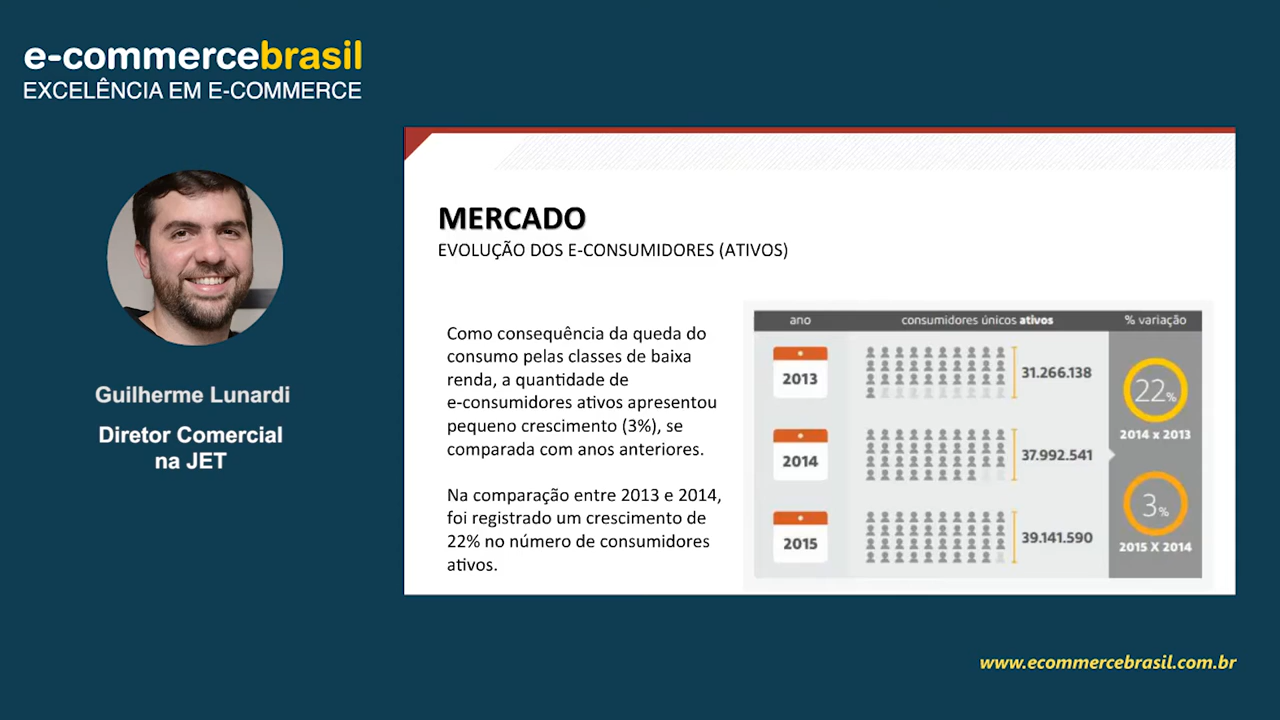 e-commercebrasil
EXCELÊNCIA EM E-COMMERCE
Guilherme Lunardi
Diretor Comercial
na JET
MERCADO
EVOLUÇÃO DOS E-CONSUMIDORES (ATIVOS)
Como consequência da queda do
consumo pelas classes de baixa
renda, a quantidade de
e-consumidores ativos apresentou
pequeno crescimento (3%), se
comparada com anos anteriores.
Na comparação entre 2013 e 2014,
foi registrado um crescimento de
22% no número de consumidores
ativos.
ano consumidores únicos ativos % variação
2013 31.266.138
22%
2014 x 2013
2014 37.992.541
3%
2015 X 2014
2015 39.141.590
www.ecommercebrasil.com.br